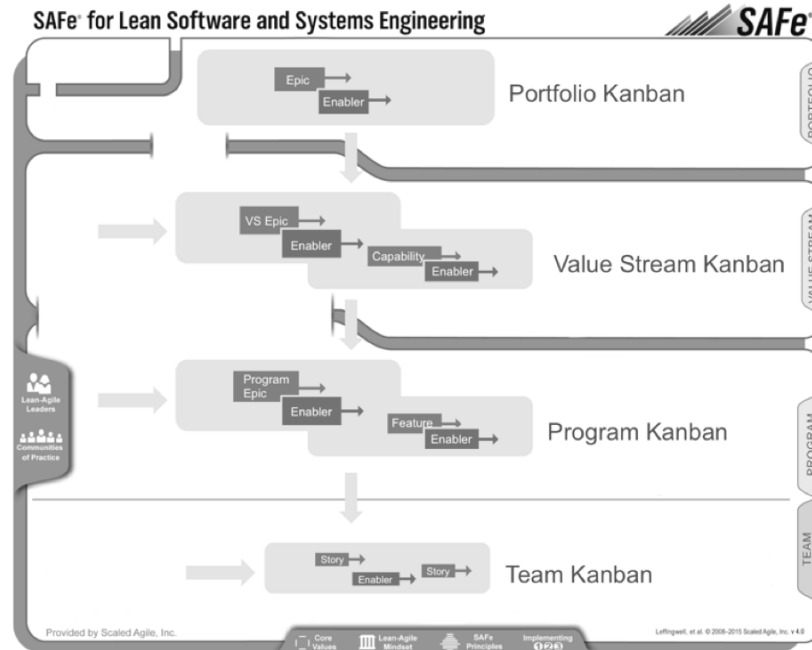 SAFe® for Lean Software and Systems Engineering
SAFe®
Epic
Enabler
Portfolio Kanban
PORTFOLIO
VS Epic
Enabler
Capability
Enabler
Value Stream Kanban
VALUE STREAM
Program
Epic
Enabler
Feature
Enabler
Program Kanban
PROGRAM
Lean-Agile
Leaders
Communities
of Practice
Story
Enabler
Story
Team Kanban
TEAM
Provided by Scaled Agile, Inc.
Leffingwell, et al. © 2008–2015 Scaled Agile, Inc. v 4.0
Core
Values
Lean-Agile
Mindset
SAFe
Principles
Implementing
123